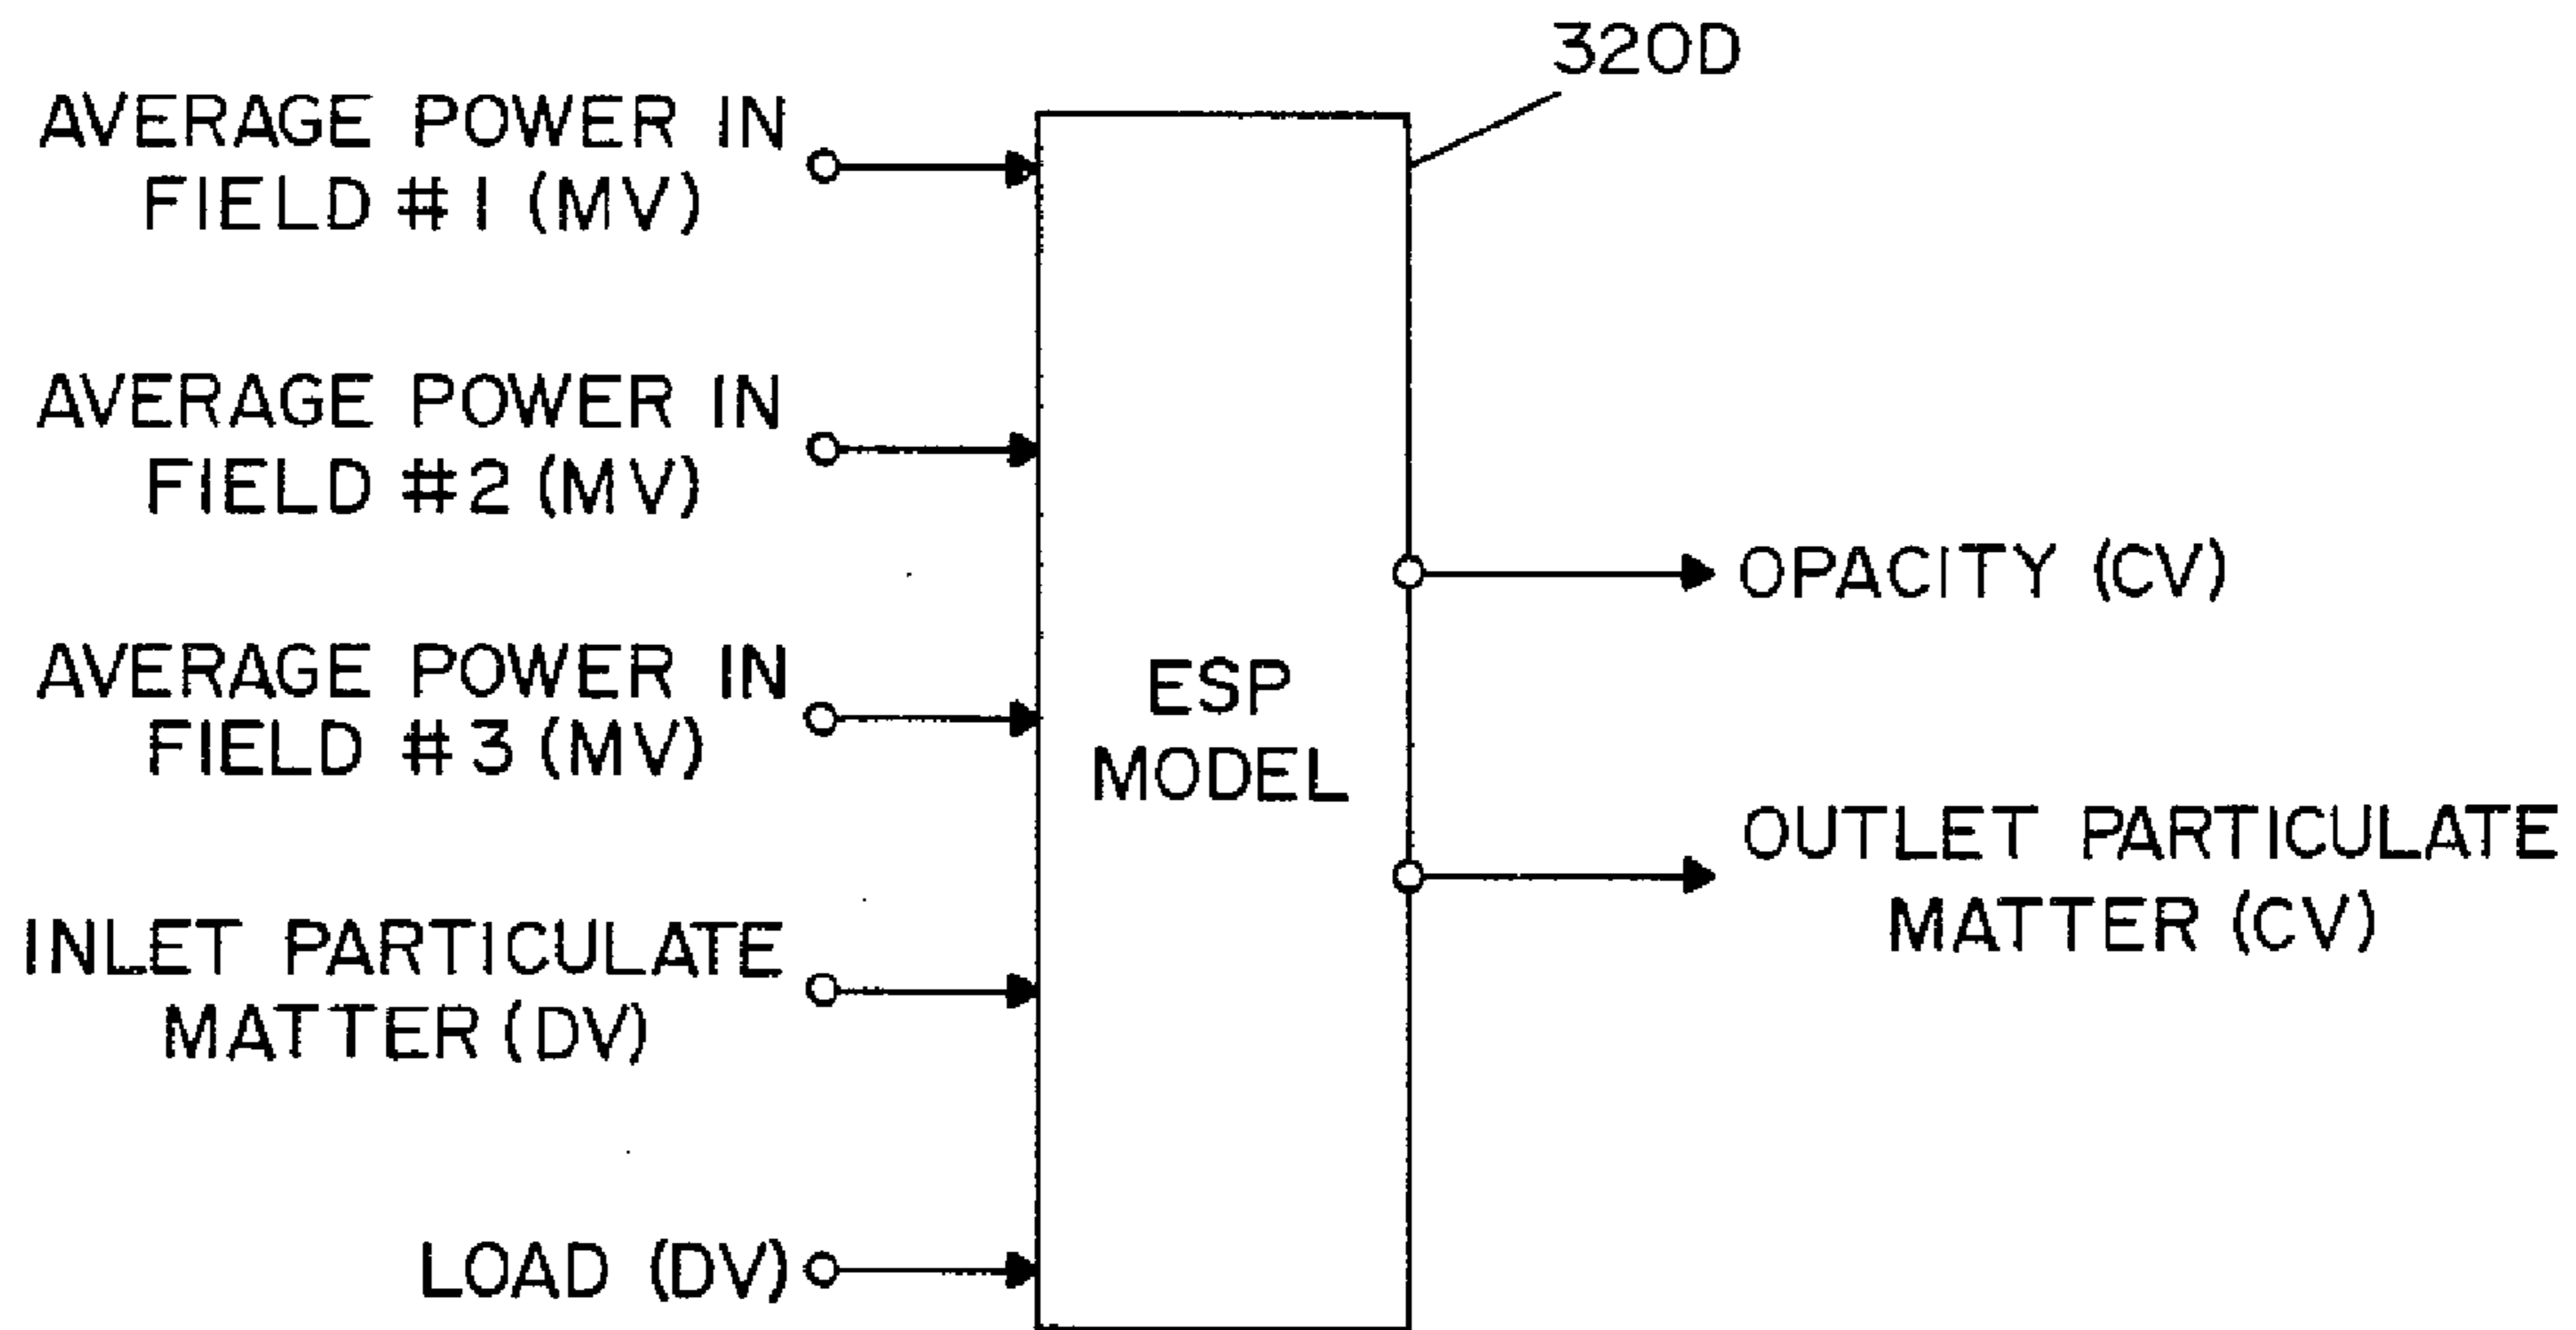 320D
AVERAGE POWER IN
FIELD #1 (MV)
AVERAGE POWER IN
FIELD #2 (MV)
AVERAGE POWER IN
FIELD #3 (MV)
INLET PARTICULATE
MATTER (DV)
LOAD (DV)
ESP
MODEL
OPACITY (CV)
OUTLET PARTICULATE
MATTER (CV)